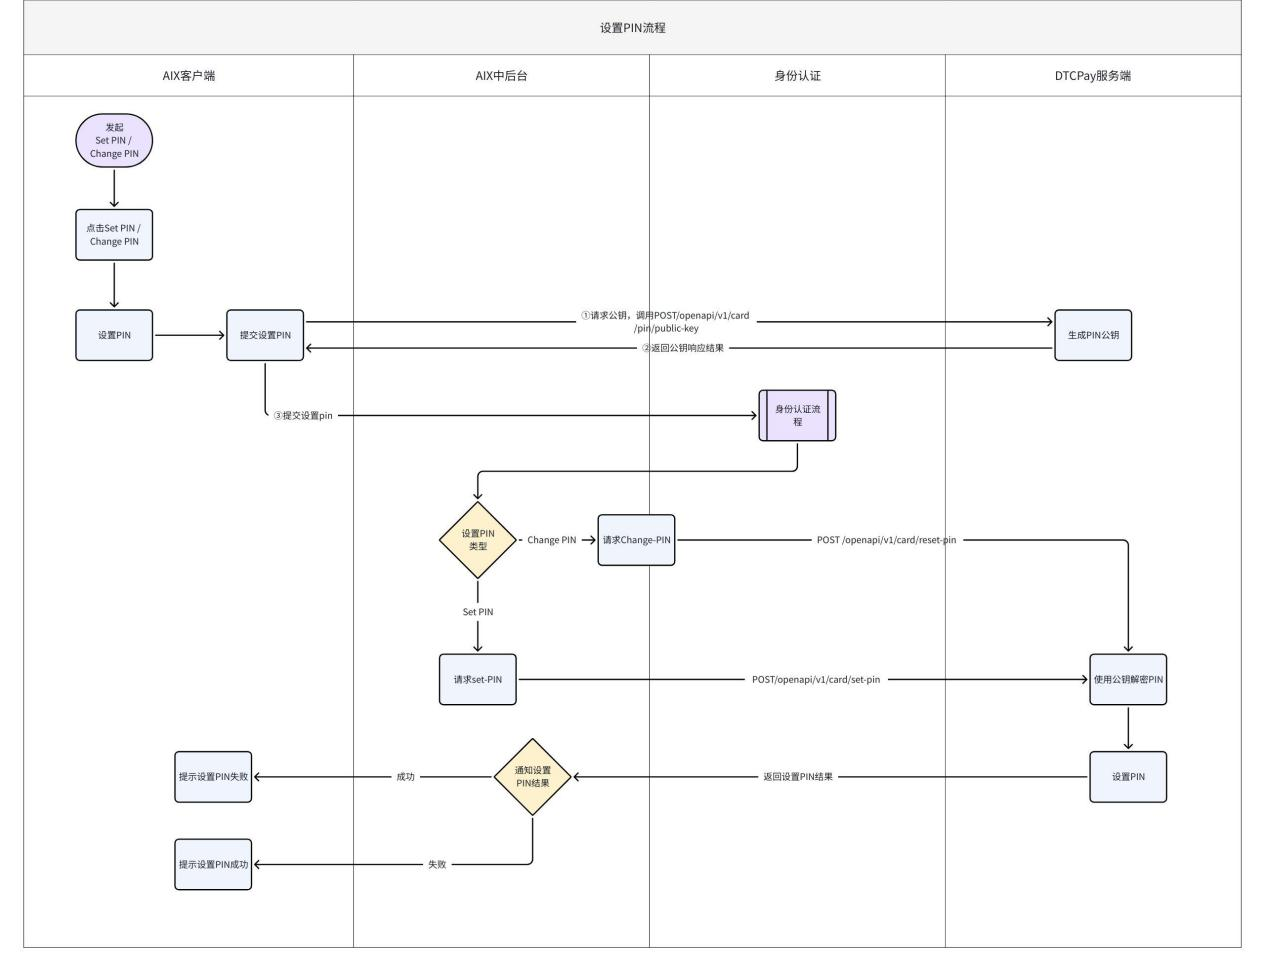 设置PIN流程
AIX客户端
AIX中后台
身份认证
DTCPay服务端
发起
Set PIN /
Change PIN
点击Set PIN /
Change PIN
设置PIN
提交设置PIN
①请求公钥，调用POST/openapi/v1/card
/pin/public-key
②返回公钥响应结果
生成PIN公钥
③提交设置pin
身份认证流
程
设置PIN
类型
Change PIN
请求Change-PIN
POST /openapi/v1/card/reset-pin
Set PIN
请求set-PIN
POST/openapi/v1/card/set-pin
使用公钥解密PIN
提示设置PIN失败
成功
通知设置
PIN结果
返回设置PIN结果
设置PIN
提示设置PIN成功
失败